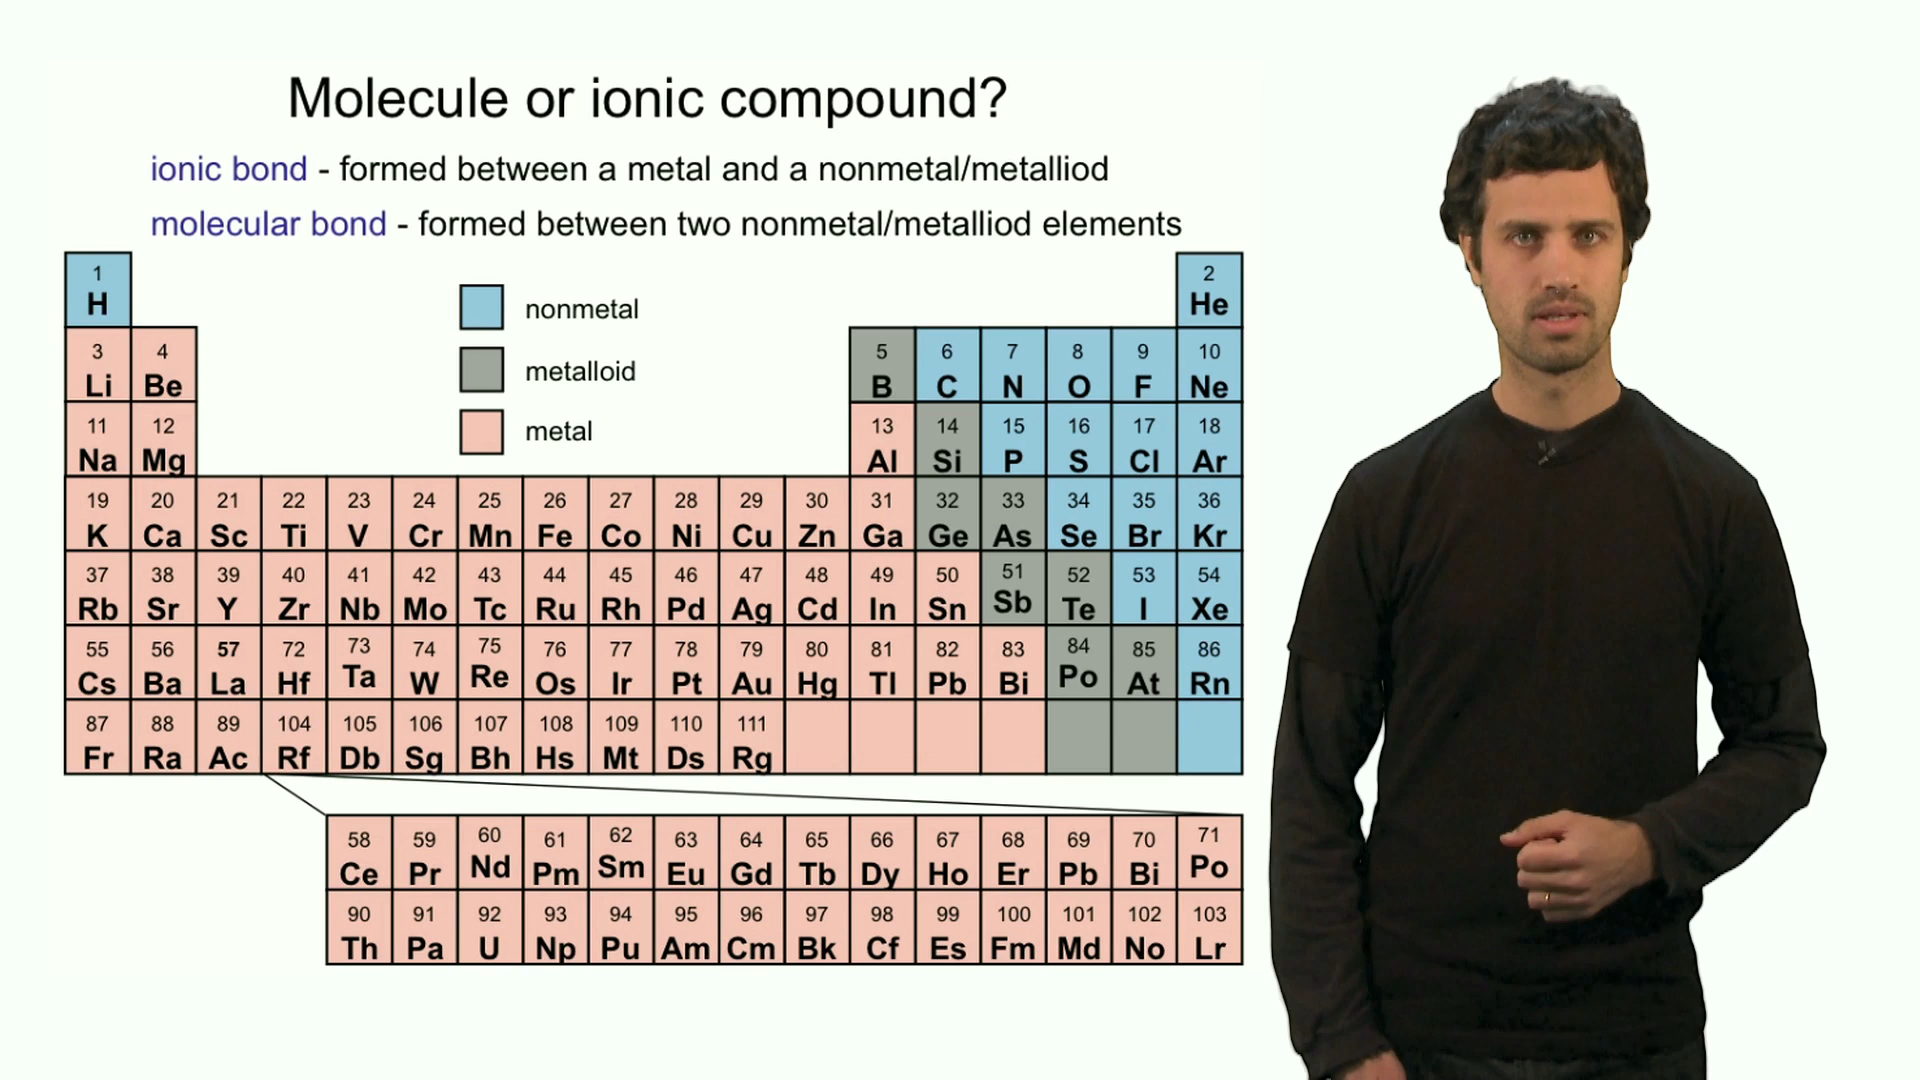 Molecule or ionic compound?
ionic bond - formed between a metal and a nonmetal/metalliod
molecular bond - formed between two nonmetal/metalliod elements
1 2
H He
nonmetal
3 4 5 6 7 8 9 10
Li Be B C N O F Ne
metalloid
11 12 13 14 15 16 17 18
Na Mg Al Si P S Cl Ar
metal
19 20 21 22 23 24 25 26 27 28 29 30 31 32 33 34 35 36
K Ca Sc Ti V Cr Mn Fe Co Ni Cu Zn Ga Ge As Se Br Kr
37 38 39 40 41 42 43 44 45 46 47 48 49 50 51 52 53 54
Rb Sr Y Zr Nb Mo Tc Ru Rh Pd Ag Cd In Sn Sb Te I Xe
55 56 57 72 73 74 75 76 77 78 79 80 81 82 83 84 85 86
Cs Ba La Hf Ta W Re Os Ir Pt Au Hg Tl Pb Bi Po At Rn
87 88 89 104 105 106 107 108 109 110 111
Fr Ra Ac Rf Db Sg Bh Hs Mt Ds Rg
58 59 60 61 62 63 64 65 66 67 68 69 70 71
Ce Pr Nd Pm Sm Eu Gd Tb Dy Ho Er Pb Bi Po
90 91 92 93 94 95 96 97 98 99 100 101 102 103
Th Pa U Np Pu Am Cm Bk Cf Es Fm Md No Lr